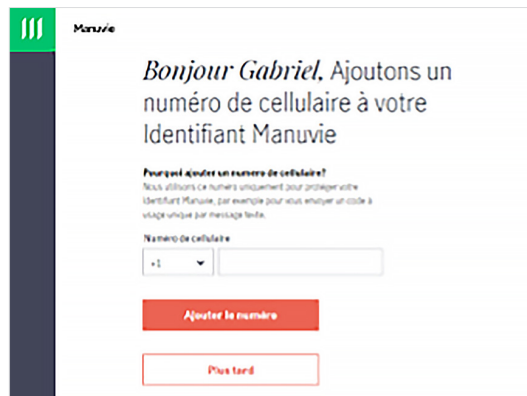 Manuvie
Bonjour Gabriel, Ajoutons un
numéro de cellulaire à votre
Identifiant Manuvie
Pourquoi ajouter un numero de cellulaire?
Nous utilisons ce numéro uniquement pour protéger votre
Identifiant Manuvie, par exemple pour vous envoyer un code à
usage unique par message texte.
Numéro de cellulaire
+1
Ajouter le numéro
Plus tard